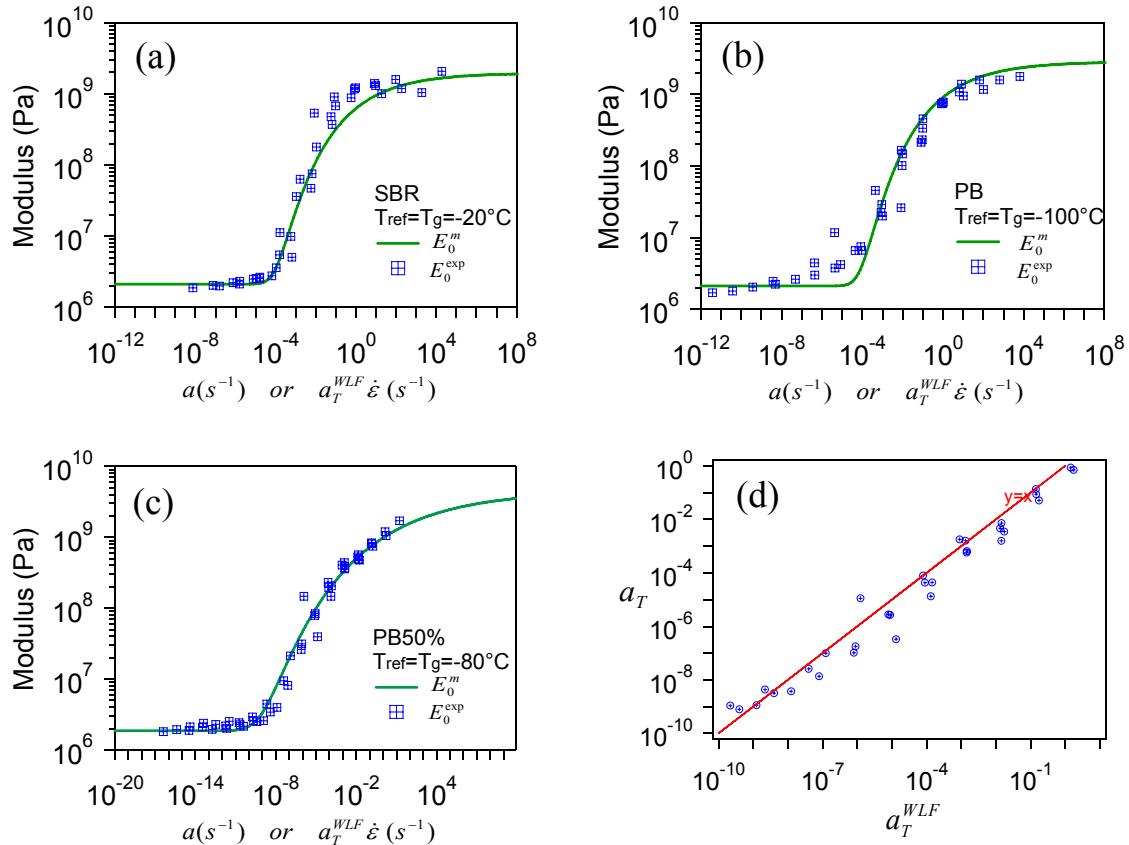 (a)
Modulus (Pa)
10^10
10^9
10^8
10^7
10^6
SBR
Tref=Tg=-20°C
E_0^m
E_0^exp
10^-12 10^-8 10^-4 10^0 10^4 10^8
a(s^-1) or a_T^WLF ε̇ (s^-1)
(b)
Modulus (Pa)
10^10
10^9
10^8
10^7
10^6
PB
Tref=Tg=-100°C
E_0^m
E_0^exp
10^-12 10^-8 10^-4 10^0 10^4 10^8
a(s^-1) or a_T^WLF ε̇ (s^-1)
(c)
Modulus (Pa)
10^10
10^9
10^8
10^7
10^6
PB50%
Tref=Tg=-80°C
E_0^m
E_0^exp
10^-20 10^-14 10^-8 10^-2 10^4
a(s^-1) or a_T^WLF ε̇ (s^-1)
(d)
a_T
10^0
10^-2
10^-4
10^-6
10^-8
10^-10
y=x
10^-10 10^-7 10^-4 10^-1
a_T^WLF